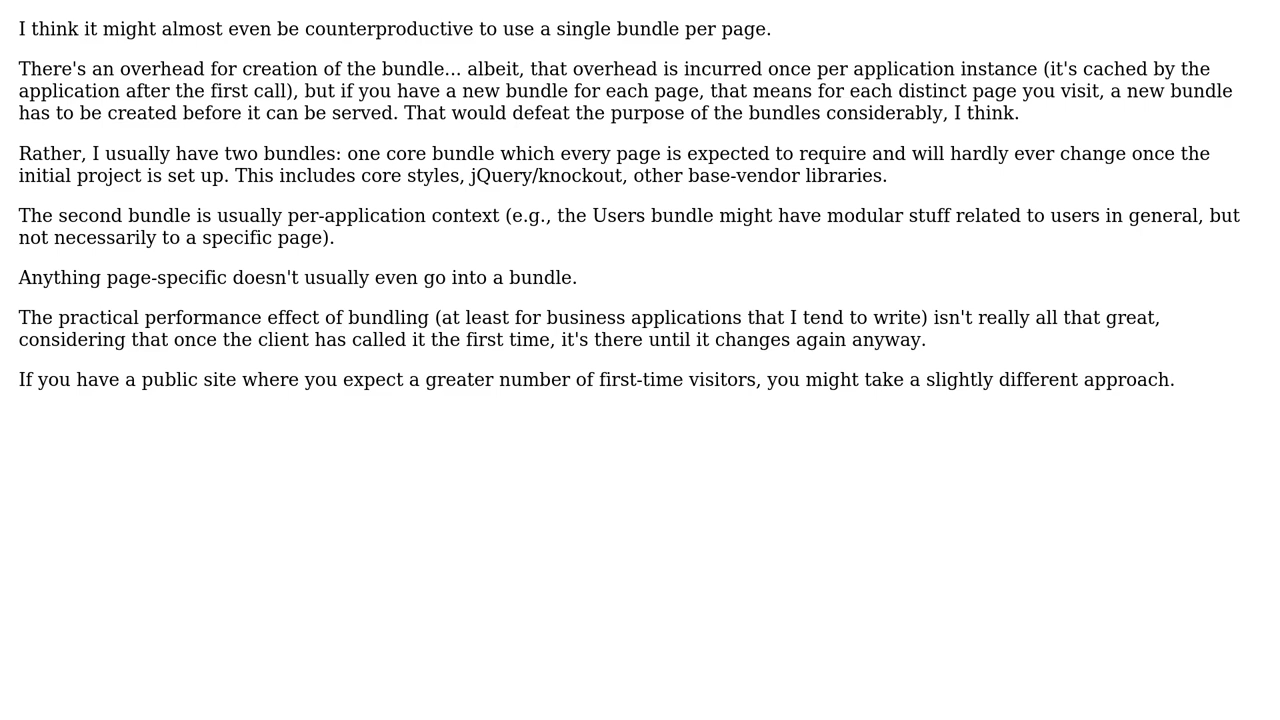 I think it might almost even be counterproductive to use a single bundle per page.
There's an overhead for creation of the bundle... albeit, that overhead is incurred once per application instance (it's cached by the
application after the first call), but if you have a new bundle for each page, that means for each distinct page you visit, a new bundle
has to be created before it can be served. That would defeat the purpose of the bundles considerably, I think.
Rather, I usually have two bundles: one core bundle which every page is expected to require and will hardly ever change once the
initial project is set up. This includes core styles, jQuery/knockout, other base-vendor libraries.
The second bundle is usually per-application context (e.g., the Users bundle might have modular stuff related to users in general, but
not necessarily to a specific page).
Anything page-specific doesn't usually even go into a bundle.
The practical performance effect of bundling (at least for business applications that I tend to write) isn't really all that great,
considering that once the client has called it the first time, it's there until it changes again anyway.
If you have a public site where you expect a greater number of first-time visitors, you might take a slightly different approach.